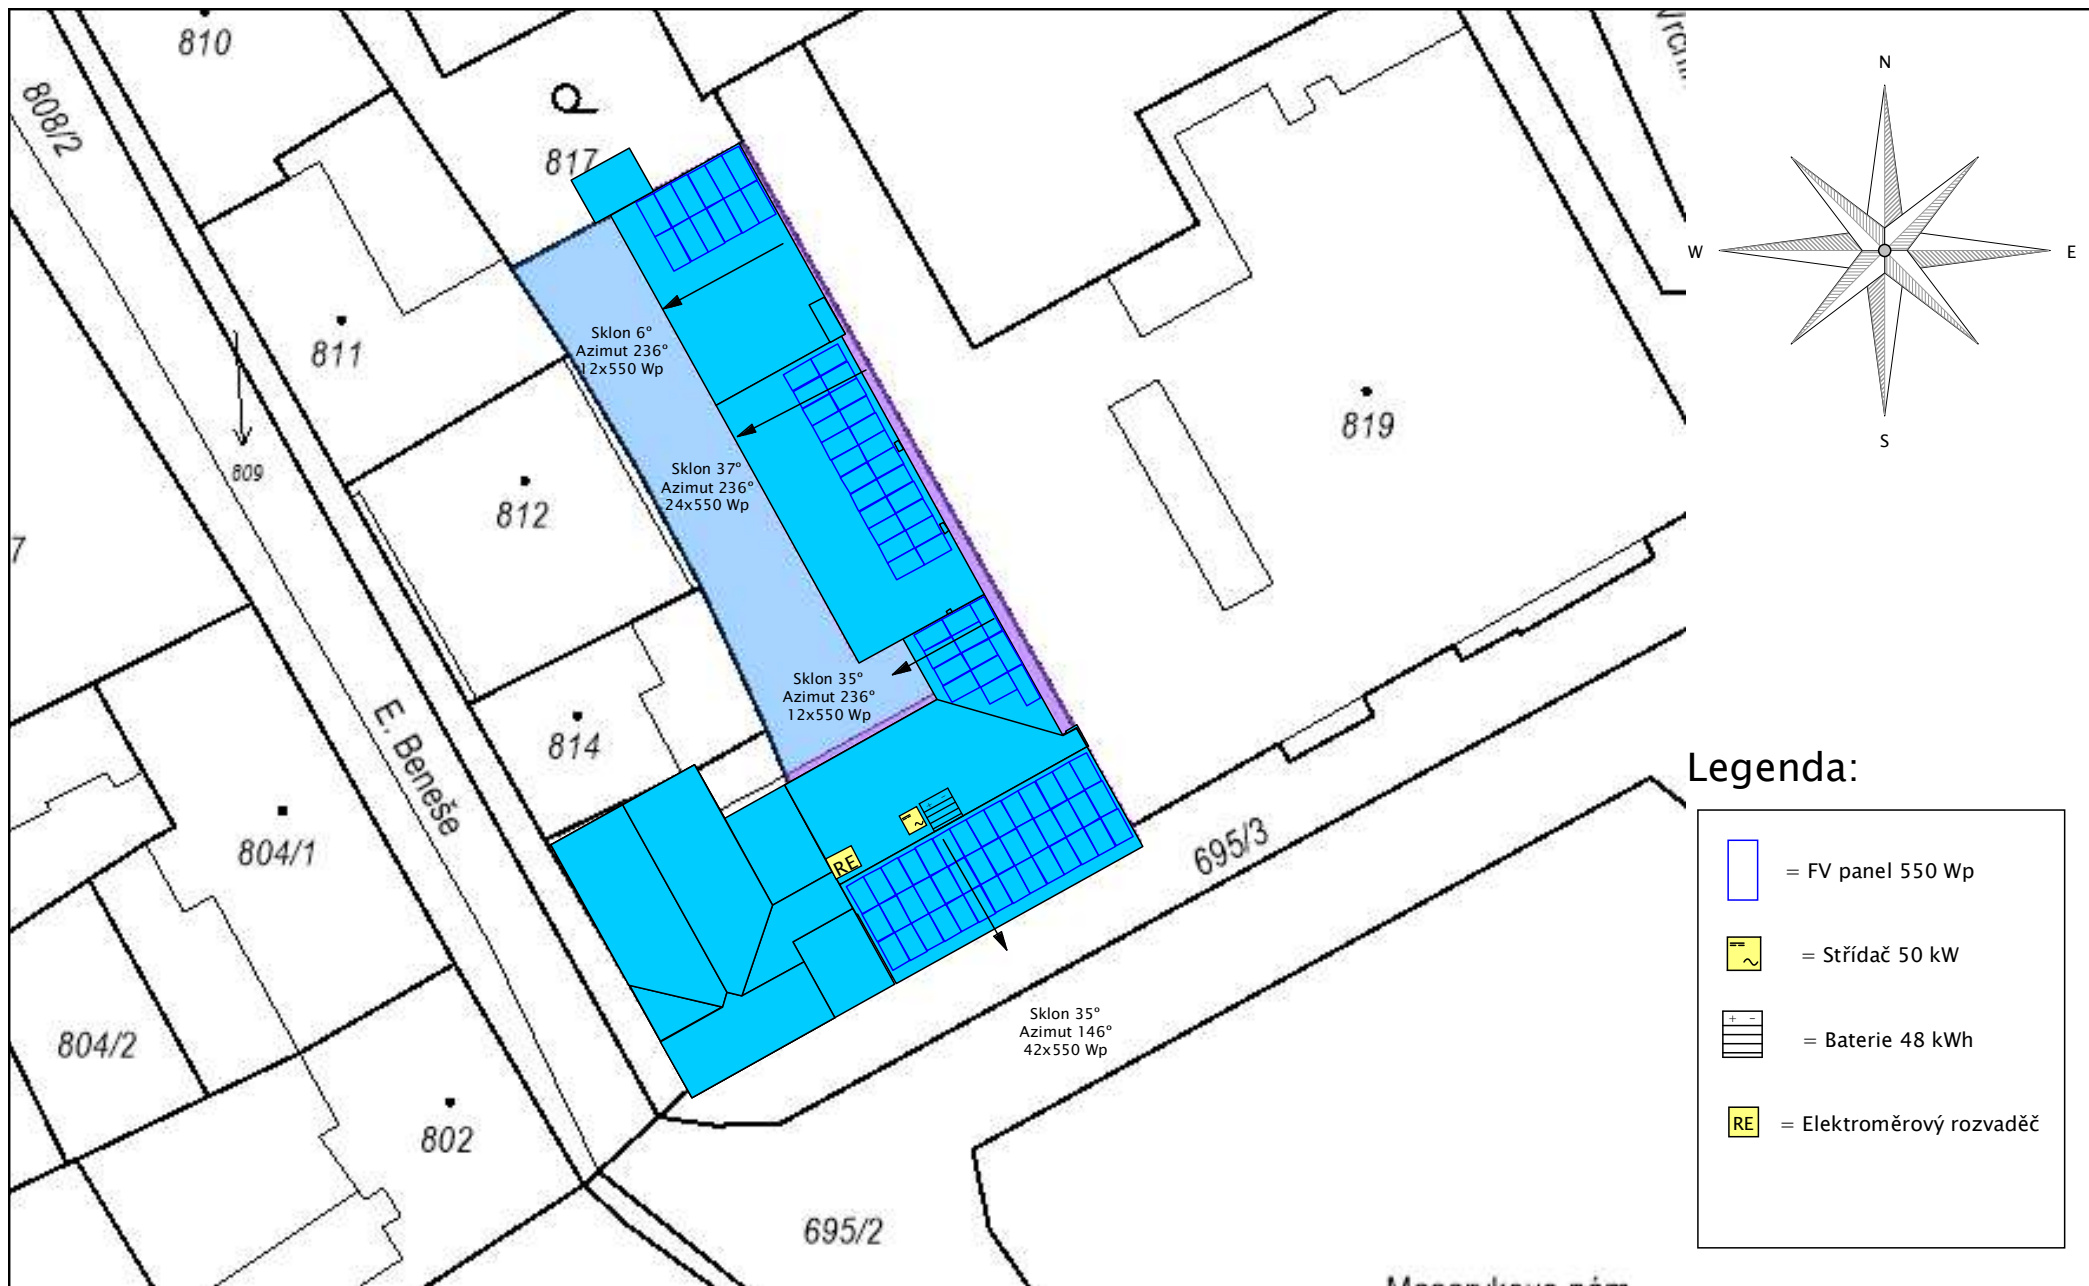 810
808/2
817
N
W
E
S
811
Sklon 6°
Azimut 236°
12x550 Wp
819
809
812
Sklon 37°
Azimut 236°
24x550 Wp
7
814
Sklon 35°
Azimut 236°
12x550 Wp
E. Beneše
804/1
RE
695/3
Legenda:
= FV panel 550 Wp
= Střídač 50 kW
+ -
= Baterie 48 kWh
RE
= Elektroměrový rozvaděč
Sklon 35°
Azimut 146°
42x550 Wp
804/2
802
695/2